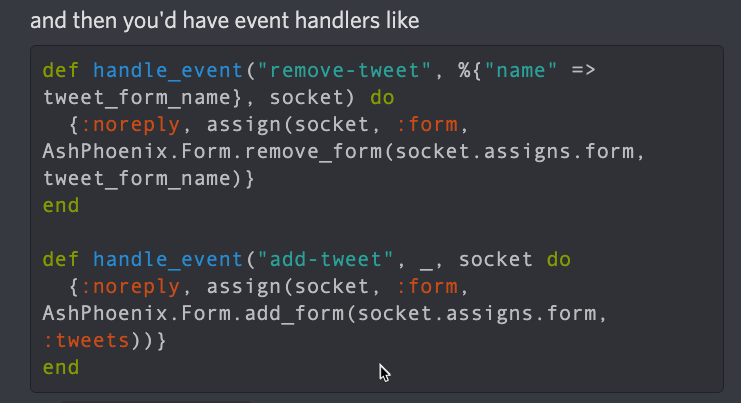 and then you'd have event handlers like
def handle_event("remove-tweet", %{"name" =>
tweet_form_name}, socket) do
  {:noreply, assign(socket, :form,
AshPhoenix.Form.remove_form(socket.assigns.form,
tweet_form_name)}
end

def handle_event("add-tweet", _, socket do
  {:noreply, assign(socket, :form,
AshPhoenix.Form.add_form(socket.assigns.form,
:tweets))}
end